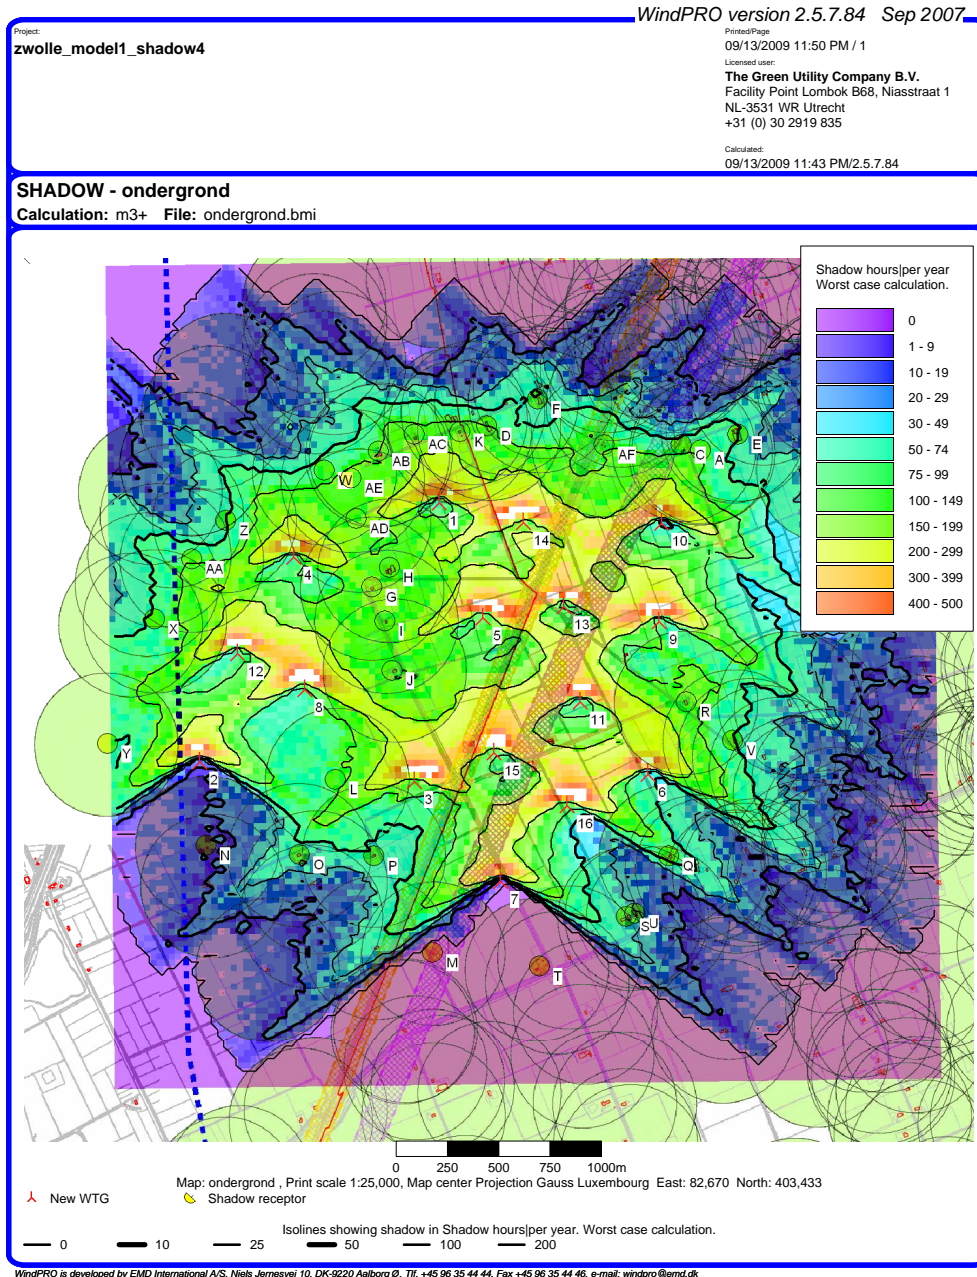 WindPRO version 2.5.7.84 Sep 2007
Project:
zwolle_model1_shadow4
Printed/Page
09/13/2009 11:50 PM / 1
Licensed user:
The Green Utility Company B.V.
Facility Point Lombok B68, Niasstraat 1
NL-3531 WR Utrecht
+31 (0) 30 2919 835
Calculated:
09/13/2009 11:43 PM/2.5.7.84
SHADOW - ondergrond
Calculation: m3+ File: ondergrond.bmi
Shadow hours|per year
Worst case calculation.
0
1 - 9
10 - 19
20 - 29
30 - 49
50 - 74
75 - 99
100 - 149
150 - 199
200 - 299
300 - 399
400 - 500
F
AC
K
D
E
AB
AF
C
A
W
AE
1
AD
Z
14
10
4
AA
H
G
13
X
I
5
9
12
J
8
R
11
Y
V
2
15
L
3
6
16
N
O
P
Q
7
S
U
M
T
0 250 500 750 1000m
Map: ondergrond , Print scale 1:25,000, Map center Projection Gauss Luxembourg East: 82,670 North: 403,433
New WTG
Shadow receptor
Isolines showing shadow in Shadow hours|per year. Worst case calculation.
0 10 25 50 100 200
WindPRO is developed by EMD International A/S, Niels Jernesvej 10, DK-9220 Aalborg Ø, Tlf. +45 96 35 44 44, Fax +45 96 35 44 46, e-mail: windpro@emd.dk